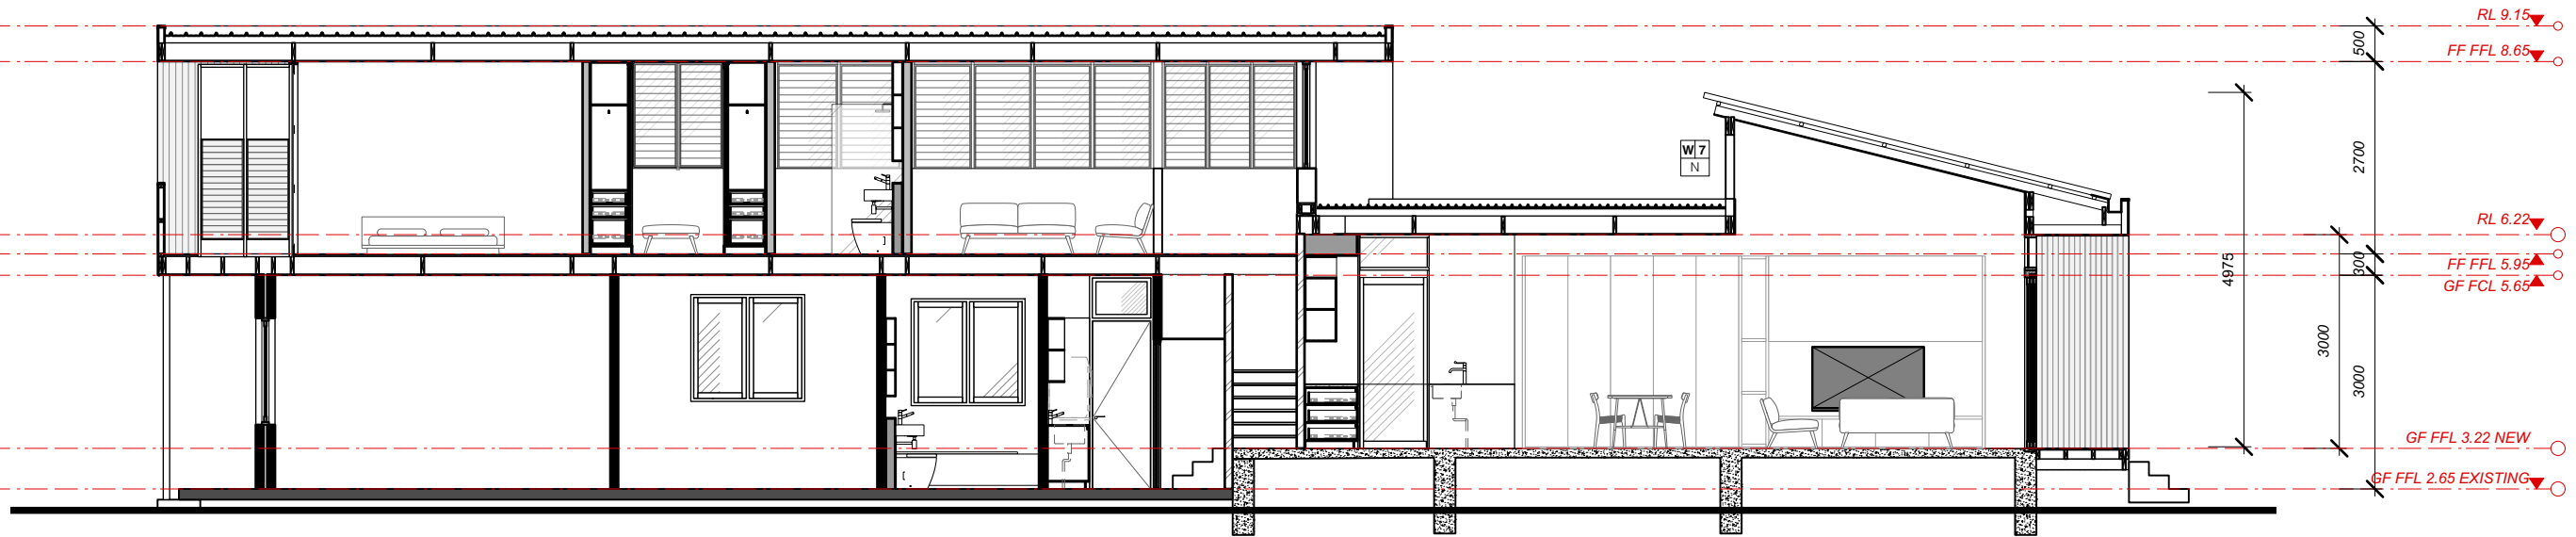 RL 9.15
500
FF FFL 8.65
W 7
N
2700
RL 6.22
4975
300
FF FFL 5.95
GF FCL 5.65
3000
3000
GF FFL 3.22 NEW
GF FFL 2.65 EXISTING